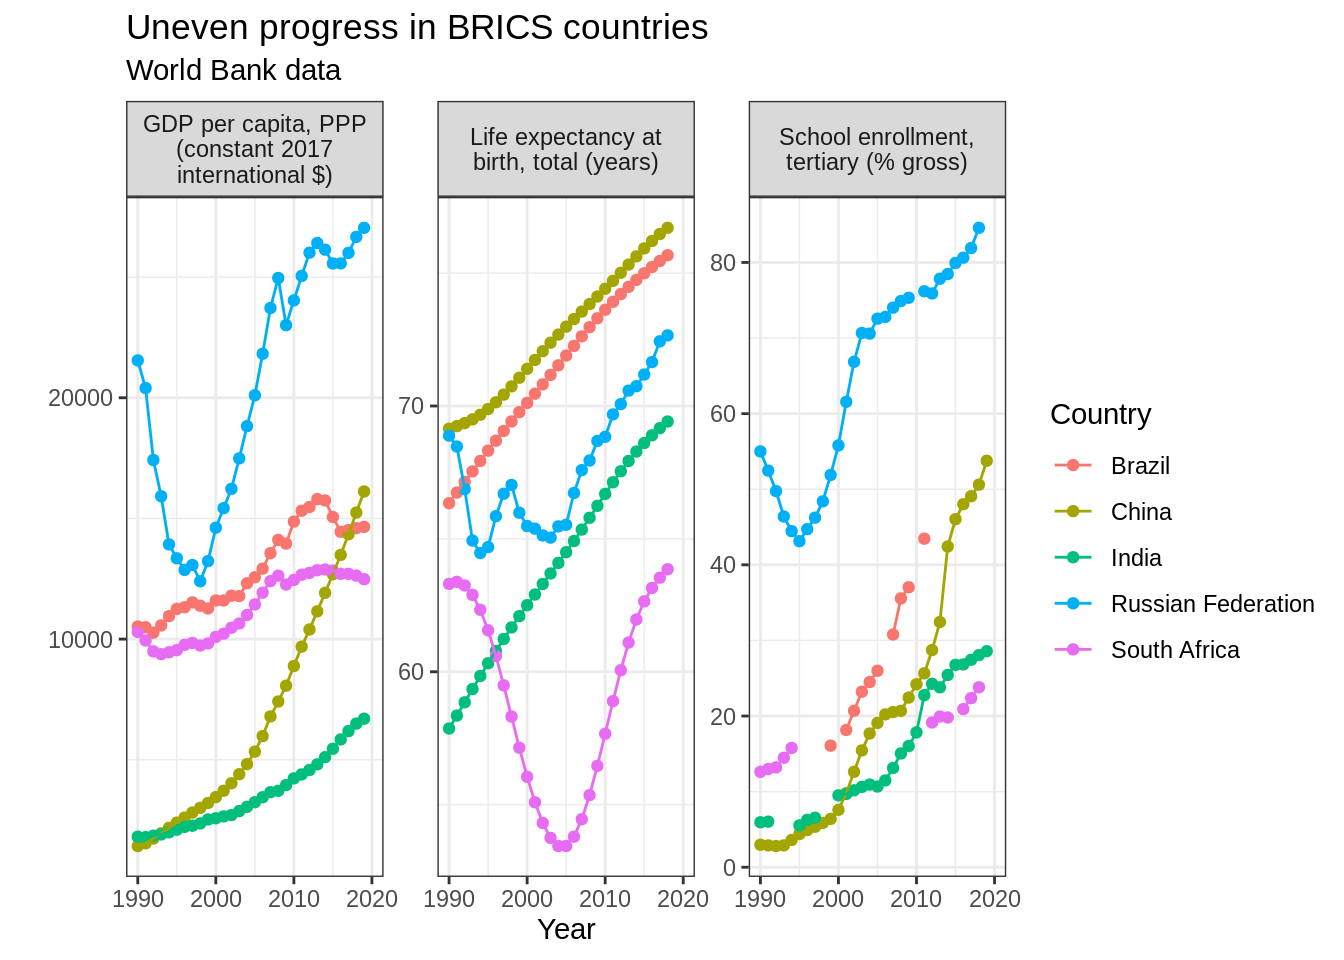 Uneven progress in BRICS countries
World Bank data
GDP per capita, PPP
(constant 2017
international $)
Life expectancy at
birth, total (years)
School enrollment,
tertiary (% gross)
20000
10000
70
60
80
60
40
20
0
1990 2000 2010 2020
1990 2000 2010 2020
1990 2000 2010 2020
Year
Country
Brazil
China
India
Russian Federation
South Africa